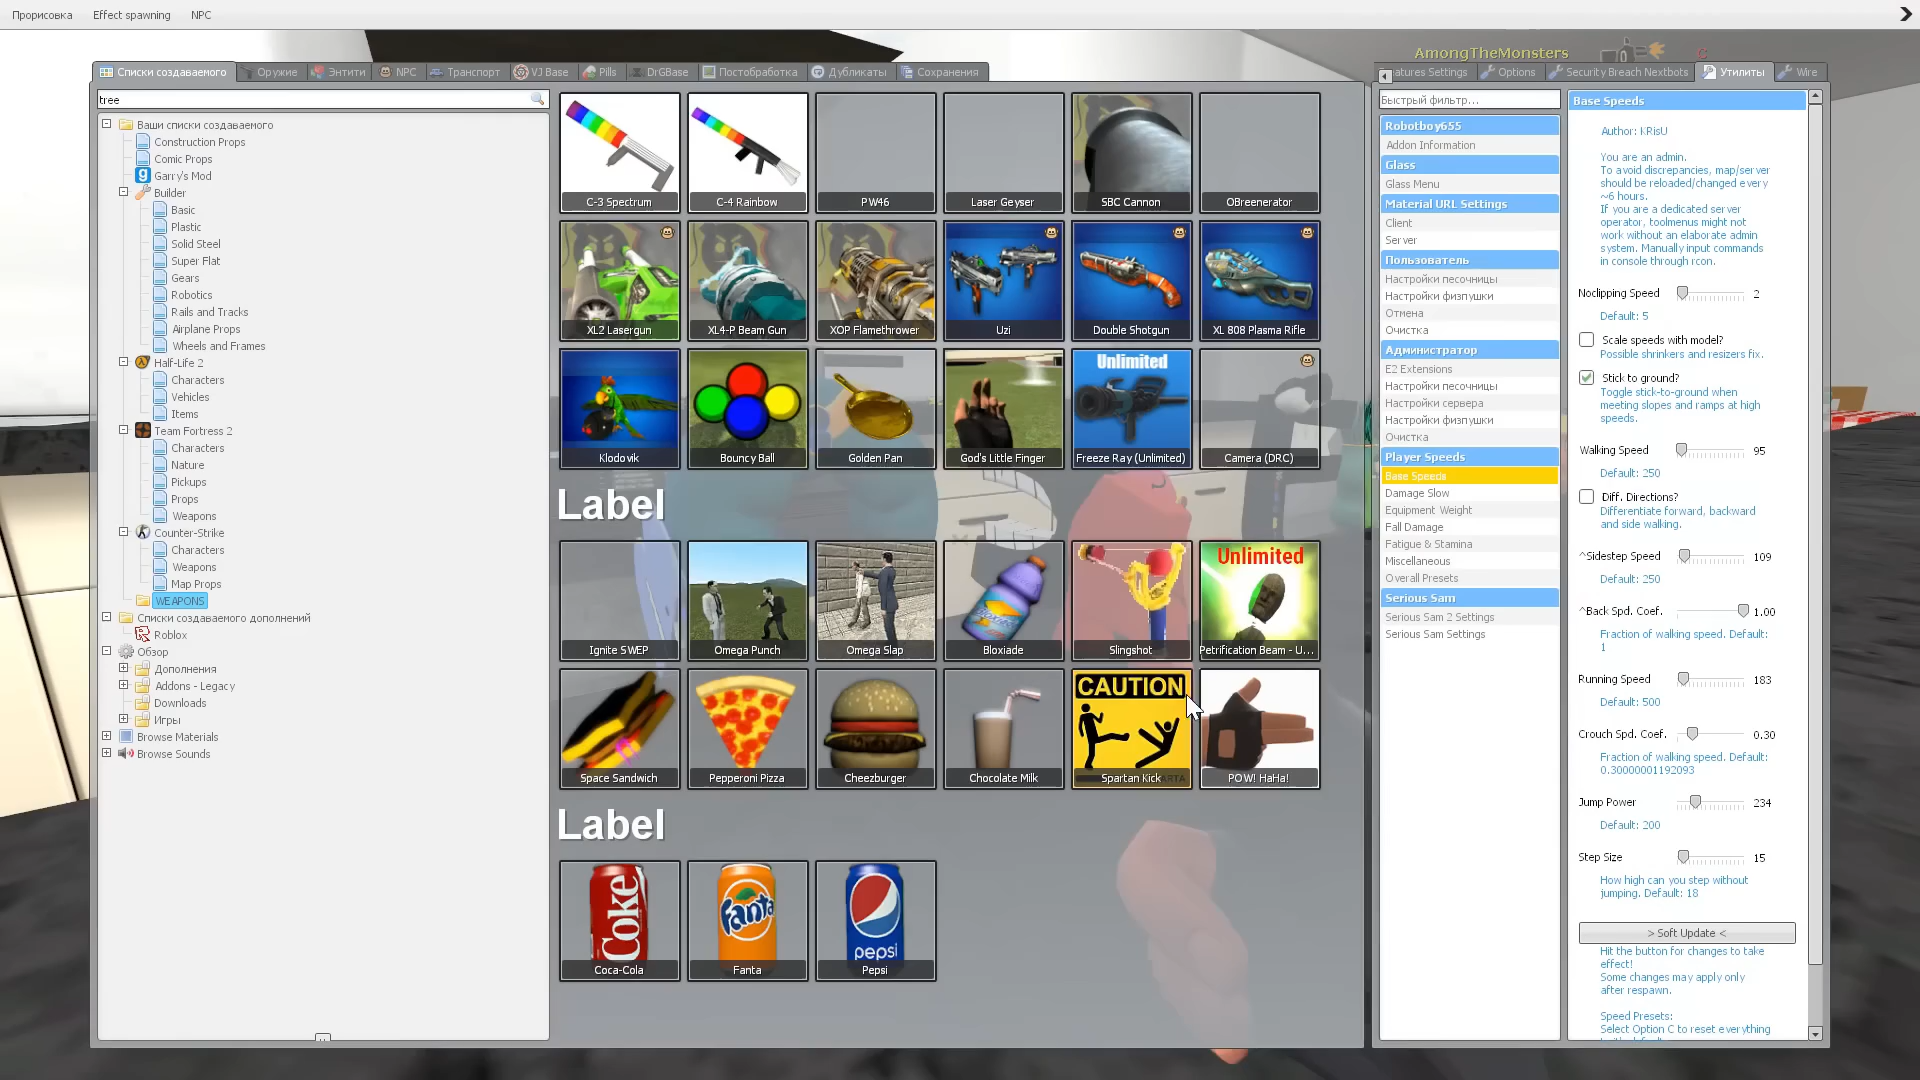 Прорисовка Effect spawning NPC
AmongTheMonsters
Списки создаваемого Оружие Энтити NPC Транспорт VJ Base Pills DrGBase Постобработка Дубликаты Сохранения
eatures Settings Options Security Breach Nextbots Утилиты Wire
tree
Ваши списки создаваемого
Construction Props
Comic Props
Garry's Mod
Builder
Basic
Plastic
Solid Steel
Super Flat
Gears
Robotics
Rails and Tracks
Airplane Props
Wheels and Frames
Half-Life 2
Characters
Vehicles
Items
Team Fortress 2
Characters
Nature
Pickups
Props
Weapons
Counter-Strike
Characters
Weapons
Map Props
WEAPONS
Списки создаваемого дополнений
Roblox
Обзор
Дополнения
Addons - Legacy
Downloads
Игры
Browse Materials
Browse Sounds
C-3 Spectrum C-4 Rainbow PW46 Laser Geyser SBC Cannon OBreenerator
XL2 Lasergun XL4-P Beam Gun XOP Flamethrower Uzi Double Shotgun XL 808 Plasma Rifle
Unlimited
Klodovik Bouncy Ball Golden Pan God's Little Finger Freeze Ray (Unlimited) Camera (DRC)
Label
Unlimited
Ignite SWEP Omega Punch Omega Slap Bloxiade Slingshot Petrification Beam - U...
CAUTION
Space Sandwich Pepperoni Pizza Cheezburger Chocolate Milk Spartan Kick POW! HaHa!
Label
Coke Fanta pepsi
Coca-Cola Fanta Pepsi
Быстрый фильтр...
Robotboy655
Addon Information
Glass
Glass Menu
Material URL Settings
Client
Server
Пользователь
Настройки песочницы
Настройки физпушки
Отмена
Очистка
Администратор
E2 Extensions
Настройки песочницы
Настройки сервера
Настройки физпушки
Очистка
Player Speeds
Base Speeds
Damage Slow
Equipment Weight
Fall Damage
Fatigue & Stamina
Miscellaneous
Overall Presets
Serious Sam
Serious Sam 2 Settings
Serious Sam Settings
Base Speeds
Author: KRisU
You are an admin.
To avoid discrepancies, map/server
should be reloaded/changed every
~6 hours.
If you are a dedicated server
operator, toolmenus might not
work without an elaborate admin
system. Manually input commands
in console through rcon.
Noclipping Speed 2
Default: 5
Scale speeds with model?
Possible shrinkers and resizers fix.
Stick to ground?
Toggle stick-to-ground when
meeting slopes and ramps at high
speeds.
Walking Speed 95
Default: 250
Diff. Directions?
Differentiate forward, backward
and side walking.
^Sidestep Speed 109
Default: 250
^Back Spd. Coef. 1.00
Fraction of walking speed. Default:
1
Running Speed 183
Default: 500
Crouch Spd. Coef. 0.30
Fraction of walking speed. Default:
0.30000001192093
Jump Power 234
Default: 200
Step Size 15
How high can you step without
jumping. Default: 18
> Soft Update <
Hit the button for changes to take
effect!
Some changes may apply only
after respawn.
Speed Presets:
Select Option C to reset everything